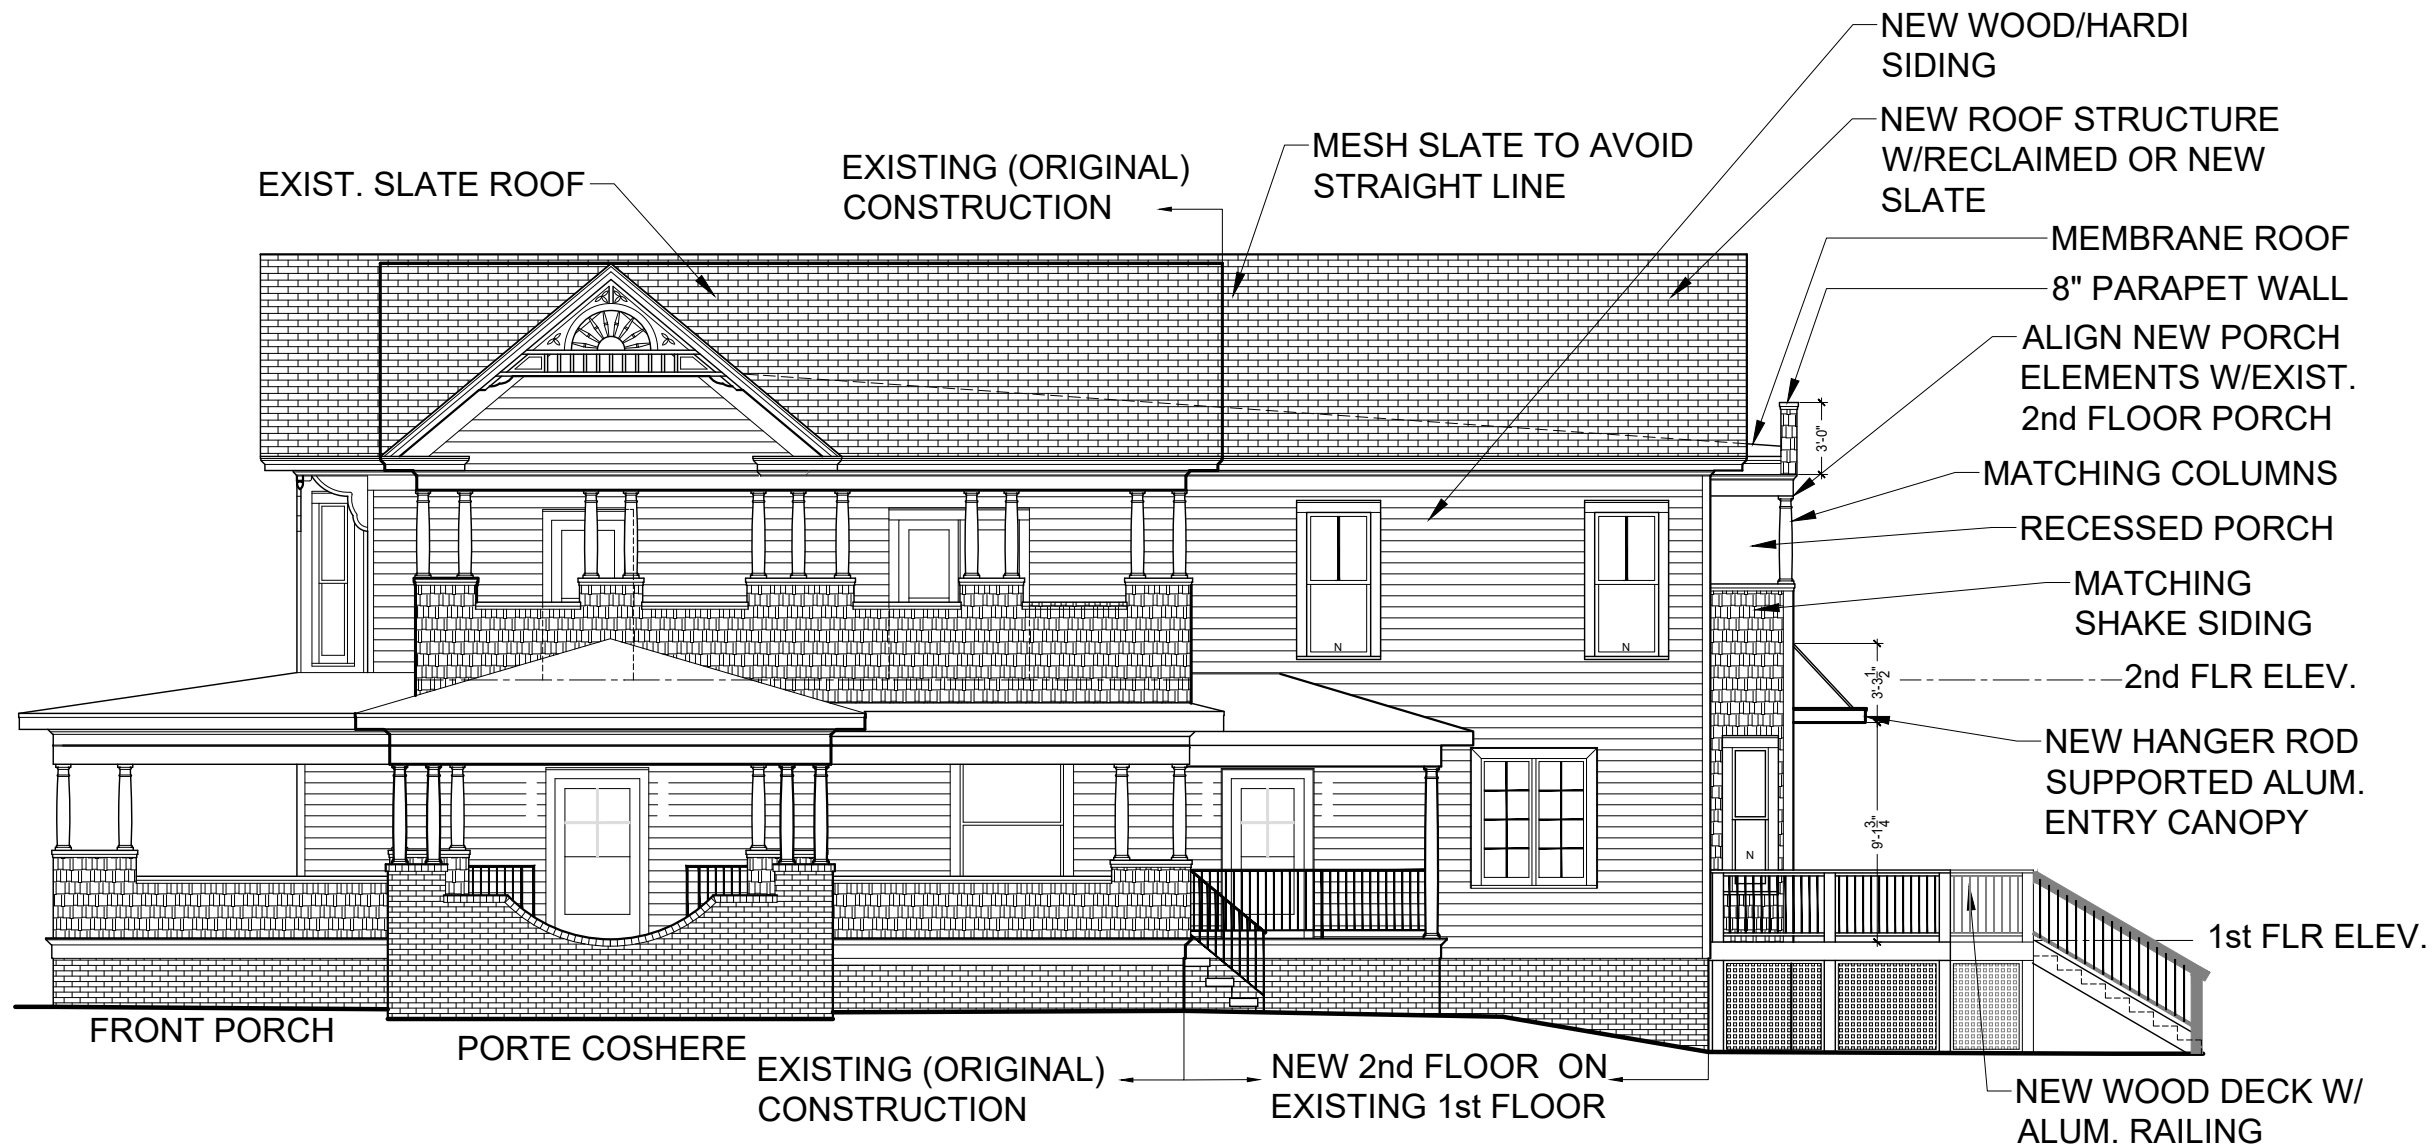 NEW WOOD/HARDI
SIDING
NEW ROOF STRUCTURE
W/RECLAIMED OR NEW
SLATE
MESH SLATE TO AVOID
STRAIGHT LINE
EXISTING (ORIGINAL)
CONSTRUCTION
EXIST. SLATE ROOF
MEMBRANE ROOF
8" PARAPET WALL
ALIGN NEW PORCH
ELEMENTS W/EXIST.
2nd FLOOR PORCH
3'-0"
MATCHING COLUMNS
RECESSED PORCH
MATCHING
SHAKE SIDING
N
N
3'-3 1/2"
2nd FLR ELEV.
NEW HANGER ROD
SUPPORTED ALUM.
ENTRY CANOPY
9'-1 3/4"
N
1st FLR ELEV.
FRONT PORCH
PORTE COSHERE
EXISTING (ORIGINAL)
CONSTRUCTION
NEW 2nd FLOOR ON
EXISTING 1st FLOOR
NEW WOOD DECK W/
ALUM. RAILING